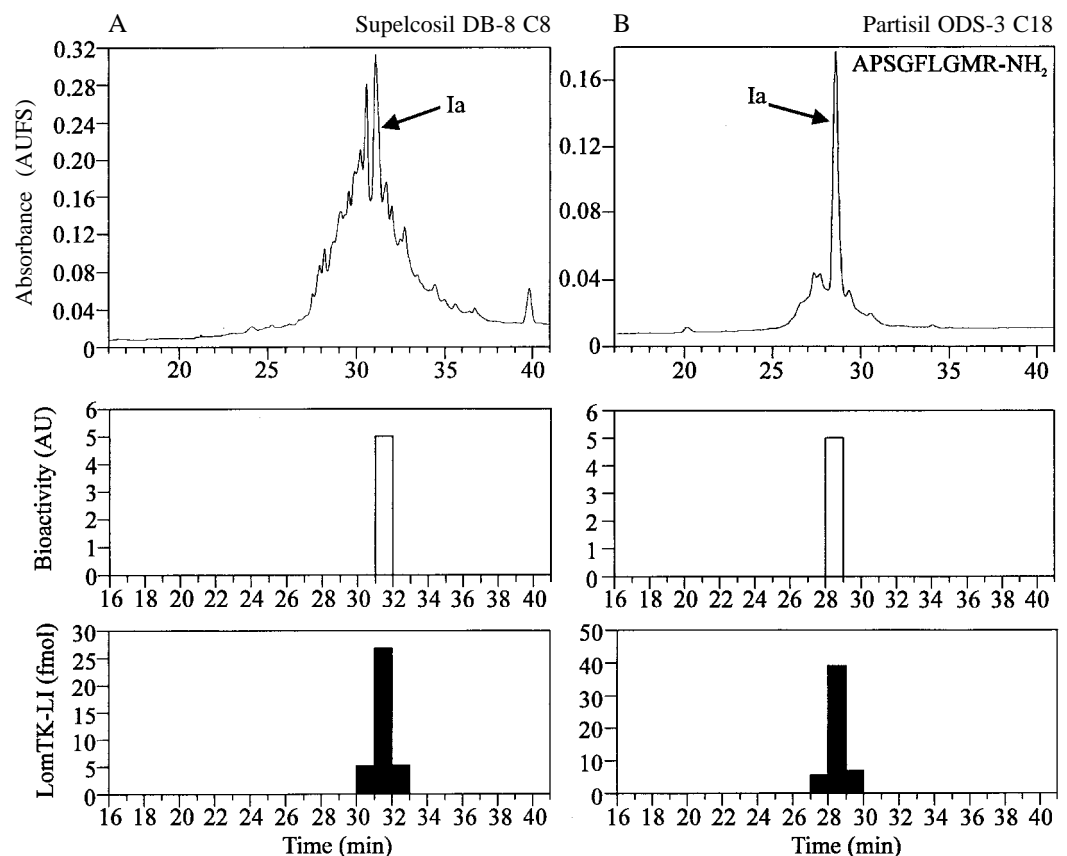 A Supelcosil DB-8 C8
B Partisil ODS-3 C18
Absorbance (AUFS)
0.32
0.28
0.24
0.20
0.16
0.12
0.08
0.04
0
Ia
20 25 30 35 40
APSGFLGMR-NH₂
0.16
0.12
0.08
0.04
0
Ia
20 25 30 35 40
Bioactivity (AU)
6
5
4
3
2
1
0
16 18 20 22 24 26 28 30 32 34 36 38 40
6
5
4
3
2
1
0
16 18 20 22 24 26 28 30 32 34 36 38 40
LomTK-LI (fmol)
30
25
20
15
10
5
0
16 18 20 22 24 26 28 30 32 34 36 38 40
Time (min)
50
40
30
20
10
0
16 18 20 22 24 26 28 30 32 34 36 38 40
Time (min)